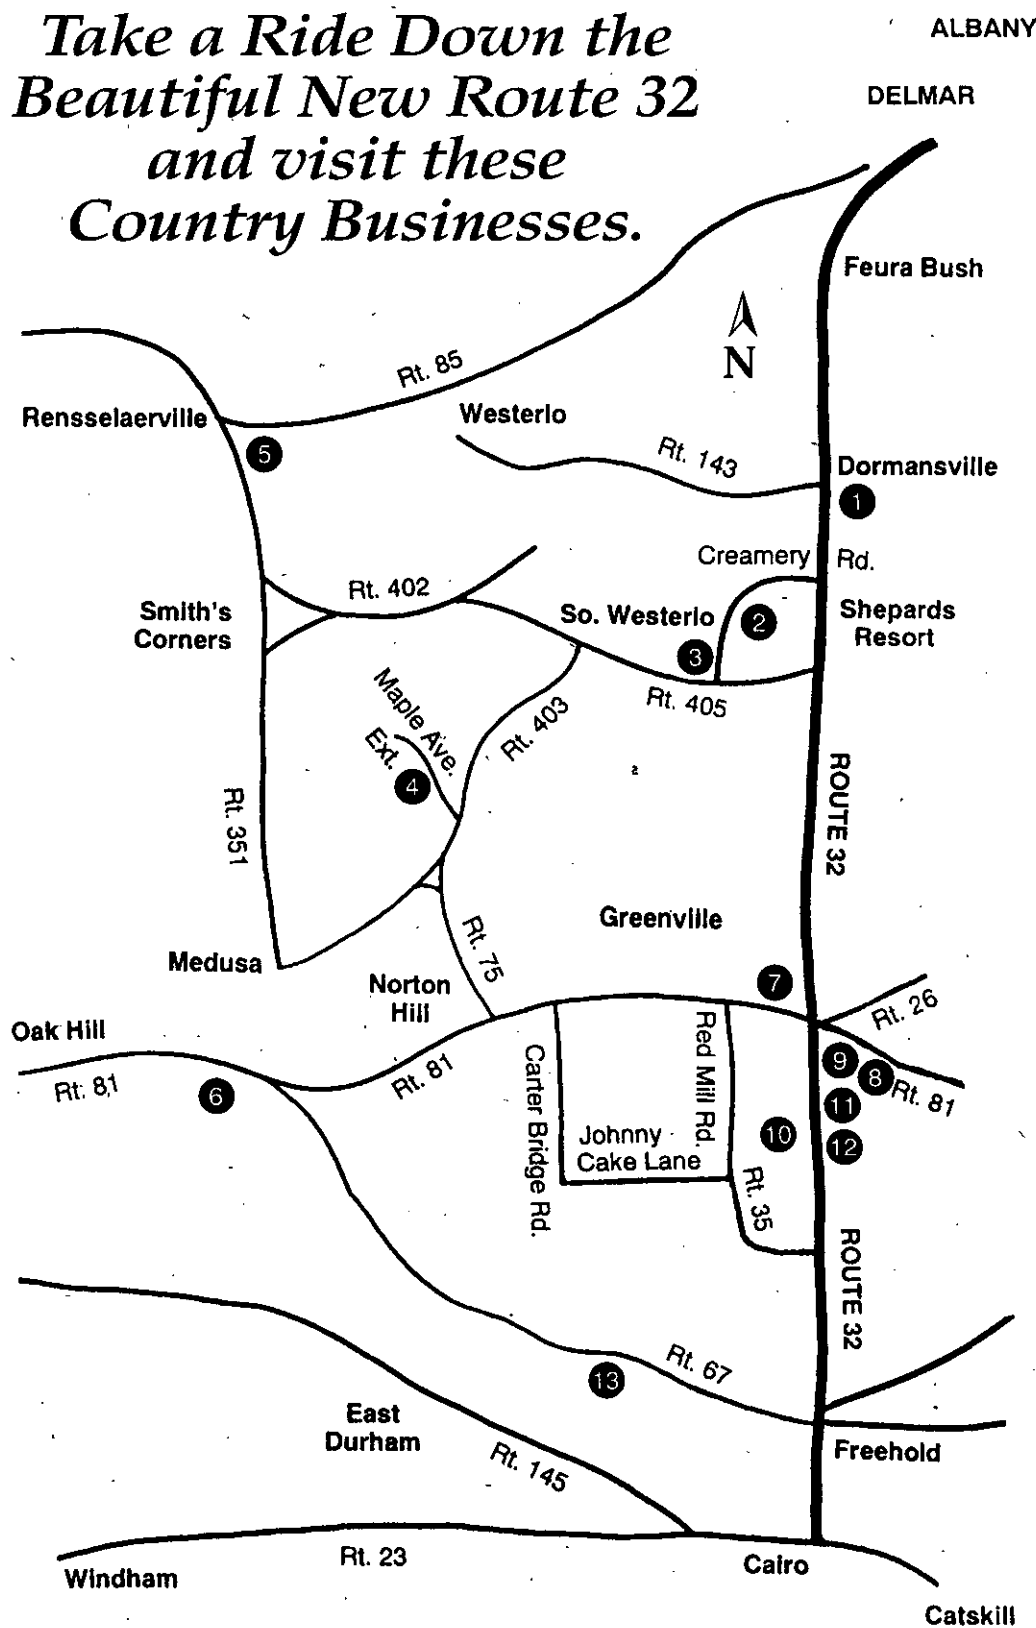 Take a Ride Down the
Beautiful New Route 32
and visit these
Country Businesses.
ALBANY
DELMAR
Feura Bush
N
Rt. 85
Rensselaerville
Westerlo
5
Rt. 143
Dormansville
1
Creamery Rd.
Rt. 402
Smith's
Corners
So. Westerlo
2
Shepards
Resort
3
Rt. 405
Maple Ave.
Ext.
Rt. 403
4
Rt. 351
ROUTE 32
Greenville
Medusa
Rt. 75
Norton
Hill
7
Rt. 26
Oak Hill
Rt. 81
6
Rt. 81
Carter Bridge Rd.
Red Mill Rd.
9
8
Rt. 81
11
10
12
Johnny
Cake Lane
Rt. 35
ROUTE 32
Rt. 67
13
East
Durham
Freehold
Rt. 145
Rt. 23
Windham
Cairo
Catskill